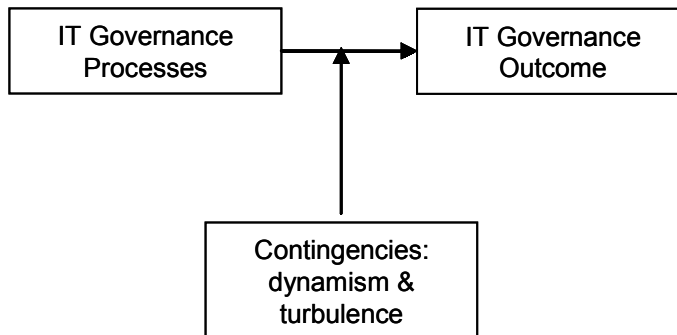 IT Governance
Processes
IT Governance
Outcome
Contingencies:
dynamism &
turbulence